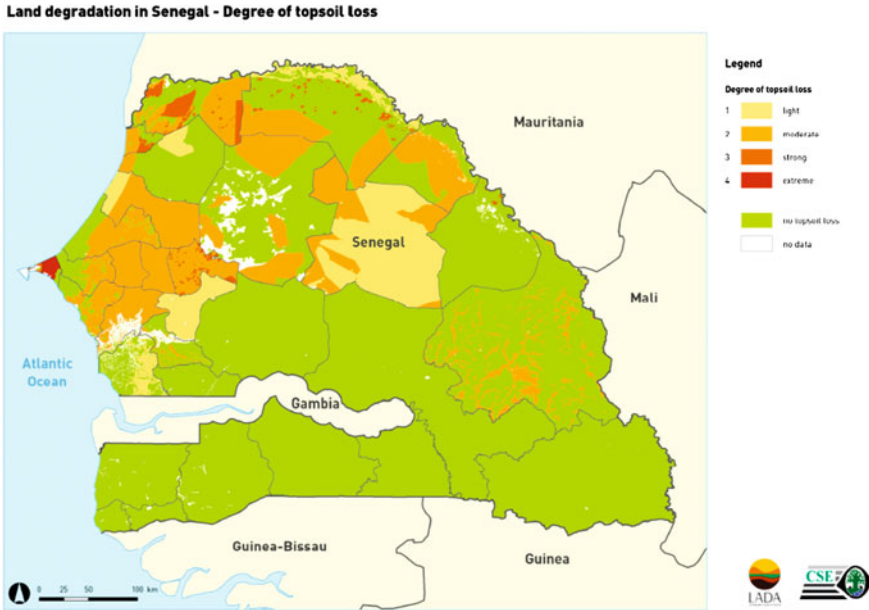 Land degradation in Senegal - Degree of topsoil loss
Legend
Degree of topsoil loss
1 light
2 moderate
3 strong
4 extreme
no topsoil loss
no data
Mauritania
Senegal
Mali
Atlantic
Ocean
Gambia
Guinea-Bissau
Guinea
0 25 50 100 km
LADA
CSE